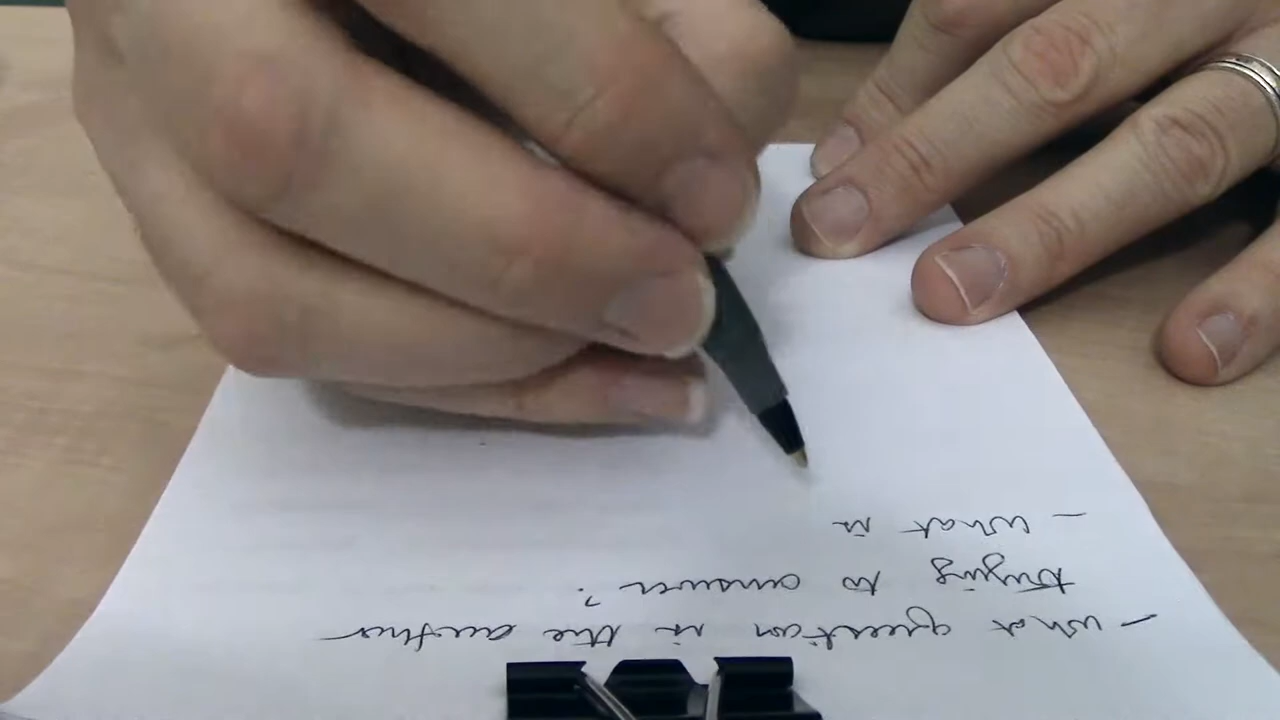 - What question is the author
trying to answer?
- What is